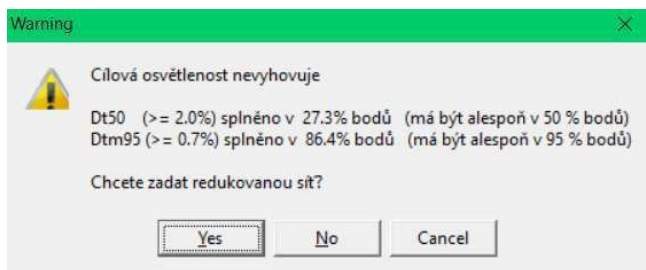 Warning
Cílová osvětlenost nevyhovuje
Dt50 (>= 2.0%) splněno v 27.3% bodů (má být alespoň v 50 % bodů)
Dtm95 (>= 0.7%) splněno v 86.4% bodů (má být alespoň v 95 % bodů)
Chcete zadat redukovanou sít?
Yes No Cancel